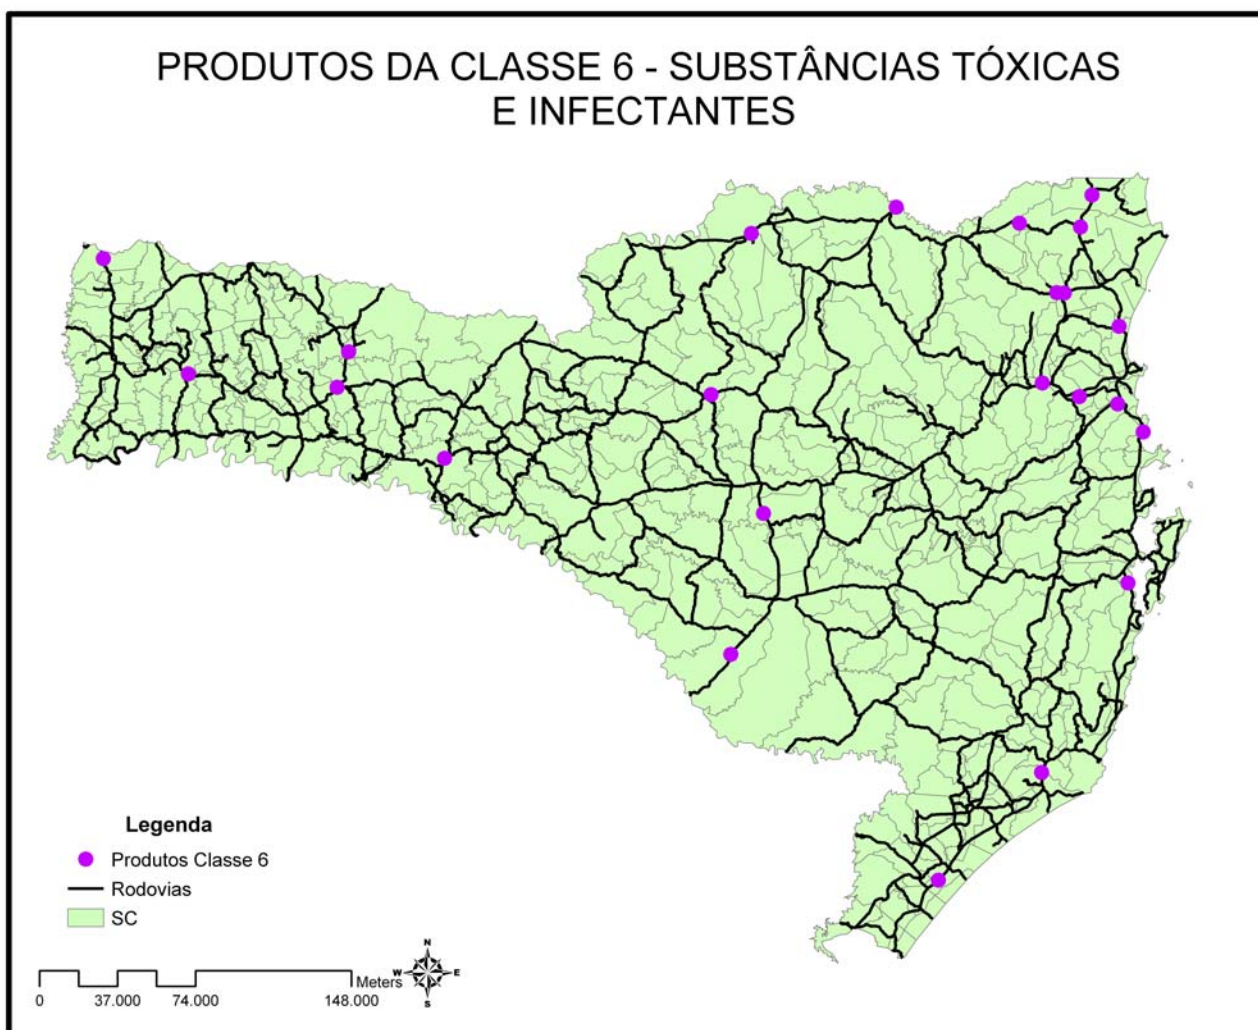 PRODUTOS DA CLASSE 6 - SUBSTÂNCIAS TÓXICAS
E INFECTANTES
Legenda
Produtos Classe 6
Rodovias
SC
N
W E
S
Meters
0 37.000 74.000 148.000